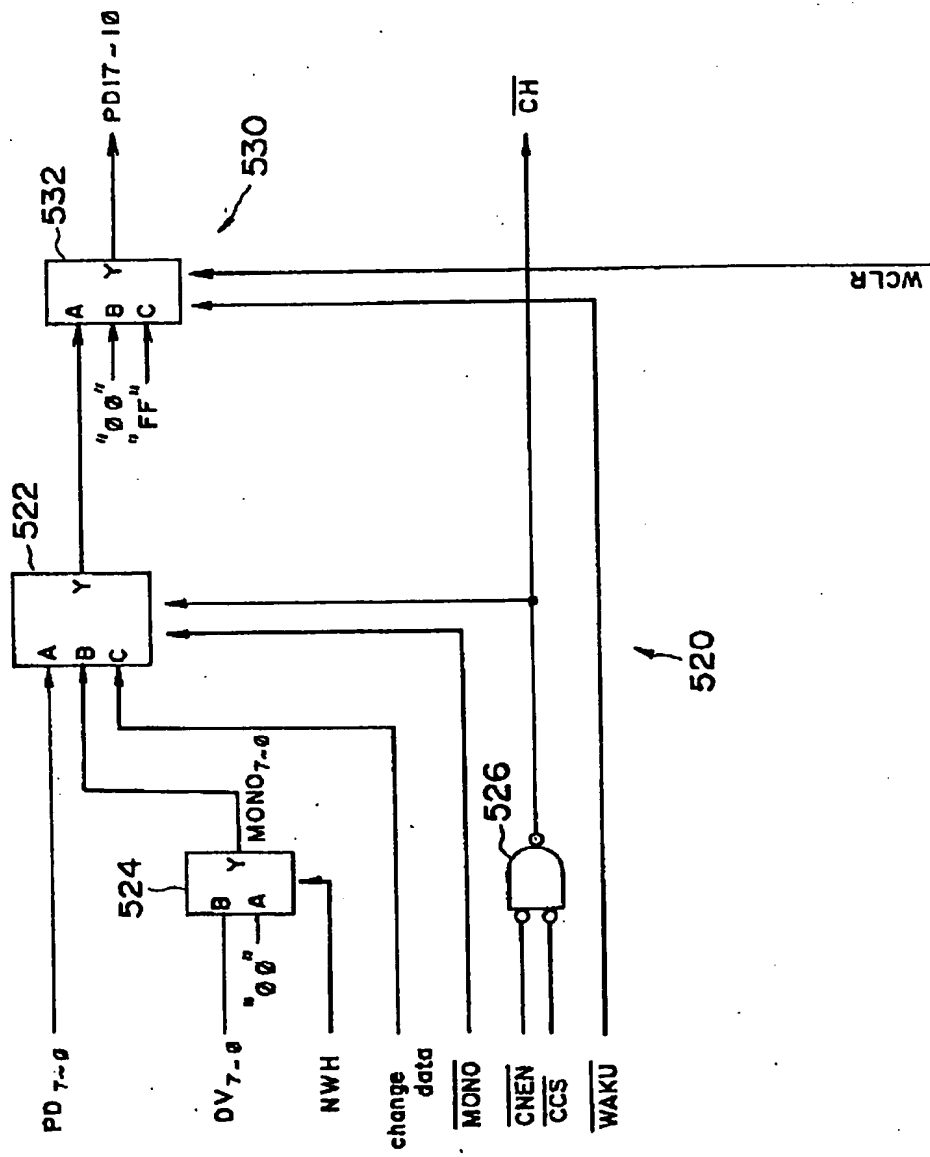 PD7~0
DV7~0
NWH
change
data
MONO
CNEN
CCS
WAKU
524
B
A
Y
"00"
MONO7~0
526
522
A
B
C
Y
520
532
A
B
C
Y
"00"
"FF"
530
PD17~10
CH
WCLR